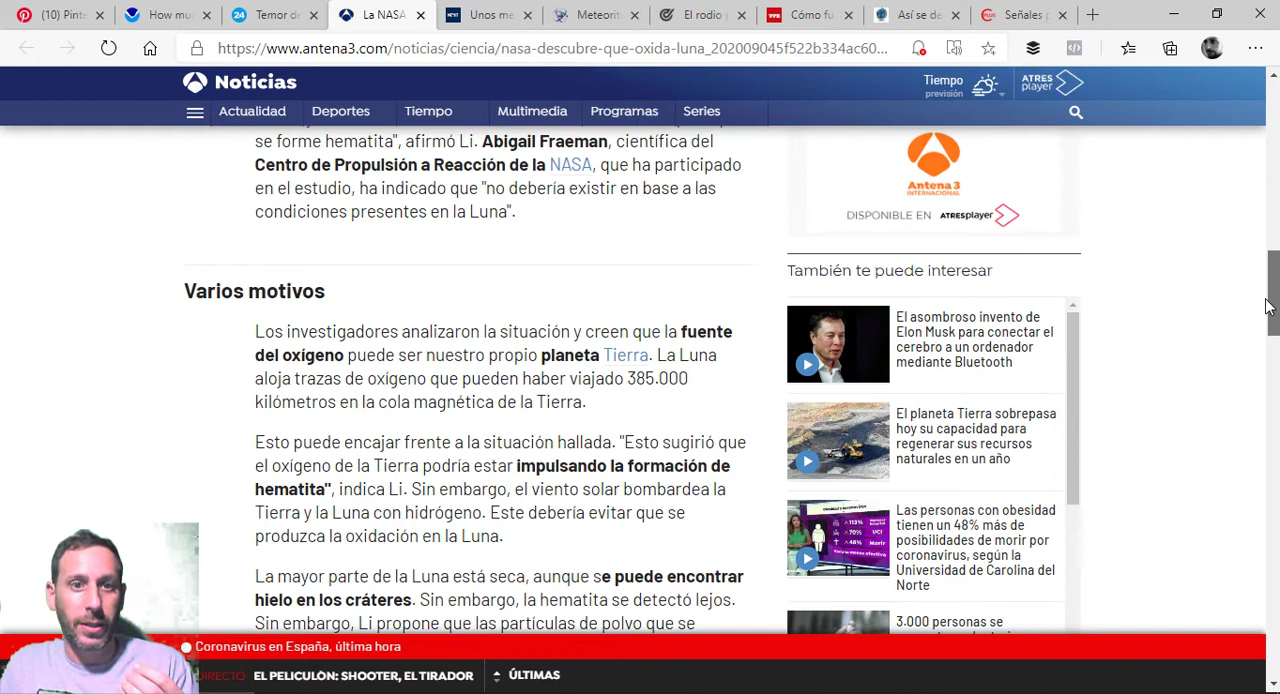 (10) Pinte
How muc
Temor de
La NASA
Unos me
Meteorit
El rodio g
Cómo fu
Así se de
Señales p
https://www.antena3.com/noticias/ciencia/nasa-descubre-que-oxida-luna_202009045f522b334ac60...
Noticias
Tiempo
previsión
ATRES
player
Actualidad
Deportes
Tiempo
Multimedia
Programas
Series
se forme hematita", afirmó Li. Abigail Fraeman, científica del
Centro de Propulsión a Reacción de la NASA, que ha participado
en el estudio, ha indicado que "no debería existir en base a las
condiciones presentes en la Luna".
Varios motivos
Los investigadores analizaron la situación y creen que la fuente
del oxígeno puede ser nuestro propio planeta Tierra. La Luna
aloja trazas de oxígeno que pueden haber viajado 385.000
kilómetros en la cola magnética de la Tierra.
Esto puede encajar frente a la situación hallada. "Esto sugirió que
el oxígeno de la Tierra podría estar impulsando la formación de
hematita", indica Li. Sin embargo, el viento solar bombardea la
Tierra y la Luna con hidrógeno. Este debería evitar que se
produzca la oxidación en la Luna.
La mayor parte de la Luna está seca, aunque se puede encontrar
hielo en los cráteres. Sin embargo, la hematita se detectó lejos.
Sin embargo, Li propone que las partículas de polvo que se
Antena 3
INTERNACIONAL
DISPONIBLE EN ATRESplayer
También te puede interesar
El asombroso invento de
Elon Musk para conectar el
cerebro a un ordenador
mediante Bluetooth
El planeta Tierra sobrepasa
hoy su capacidad para
regenerar sus recursos
naturales en un año
113%
70%
UCI
48%
Morir
Las personas con obesidad
tienen un 48% más de
posibilidades de morir por
coronavirus, según la
Universidad de Carolina del
Norte
3.000 personas se
Coronavirus en España, última hora
DIRECTO
EL PELICULÓN: SHOOTER, EL TIRADOR
ÚLTIMAS